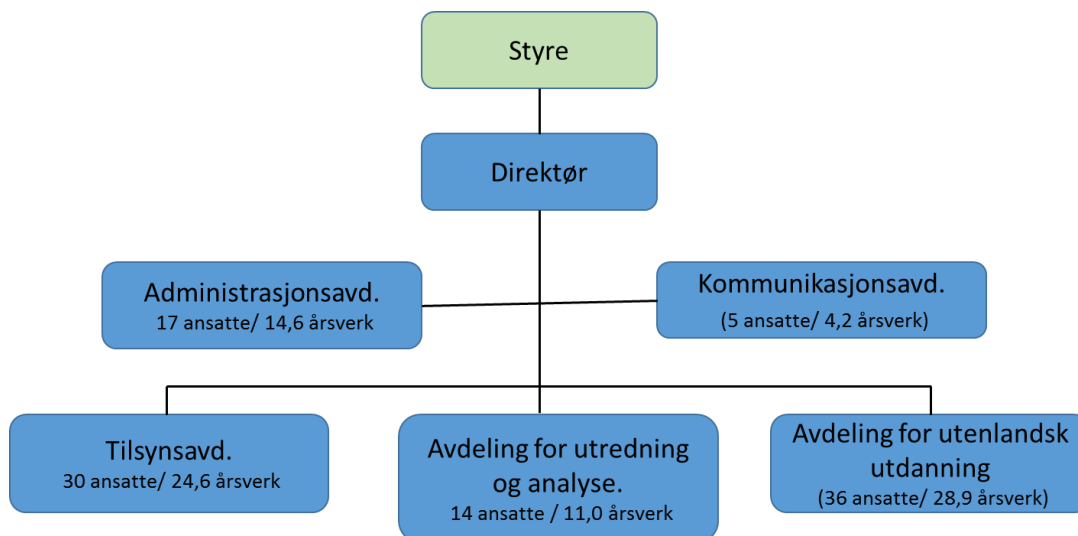 Styre
Direktør
Administrasjonsavd.
17 ansatte/ 14,6 årsverk
Kommunikasjonsavd.
(5 ansatte/ 4,2 årsverk)
Tilsynsavd.
30 ansatte/ 24,6 årsverk
Avdeling for utredning
og analyse.
14 ansatte / 11,0 årsverk
Avdeling for utenlandsk
utdanning
(36 ansatte/ 28,9 årsverk)